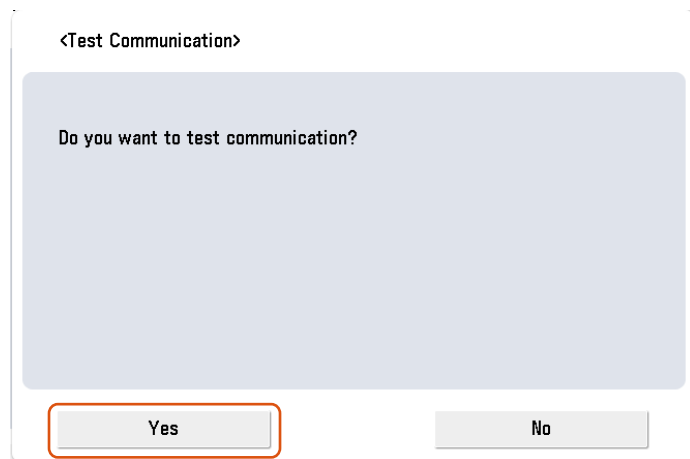 <Test Communication>
Do you want to test communication?
Yes
No